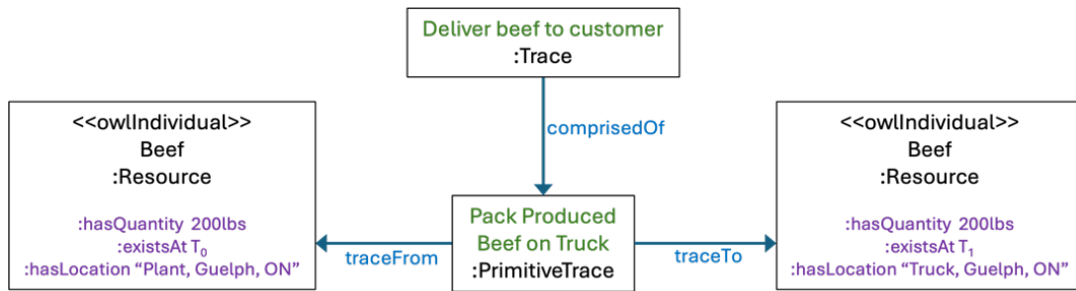 Deliver beef to customer
:Trace
<<owlIndividual>>
Beef
:Resource
:hasQuantity 200lbs
:existsAt T₀
:hasLocation “Plant, Guelph, ON”
comprisedOf
traceFrom
Pack Produced
Beef on Truck
:PrimitiveTrace
traceTo
<<owlIndividual>>
Beef
:Resource
:hasQuantity 200lbs
:existsAt T₁
:hasLocation “Truck, Guelph, ON”